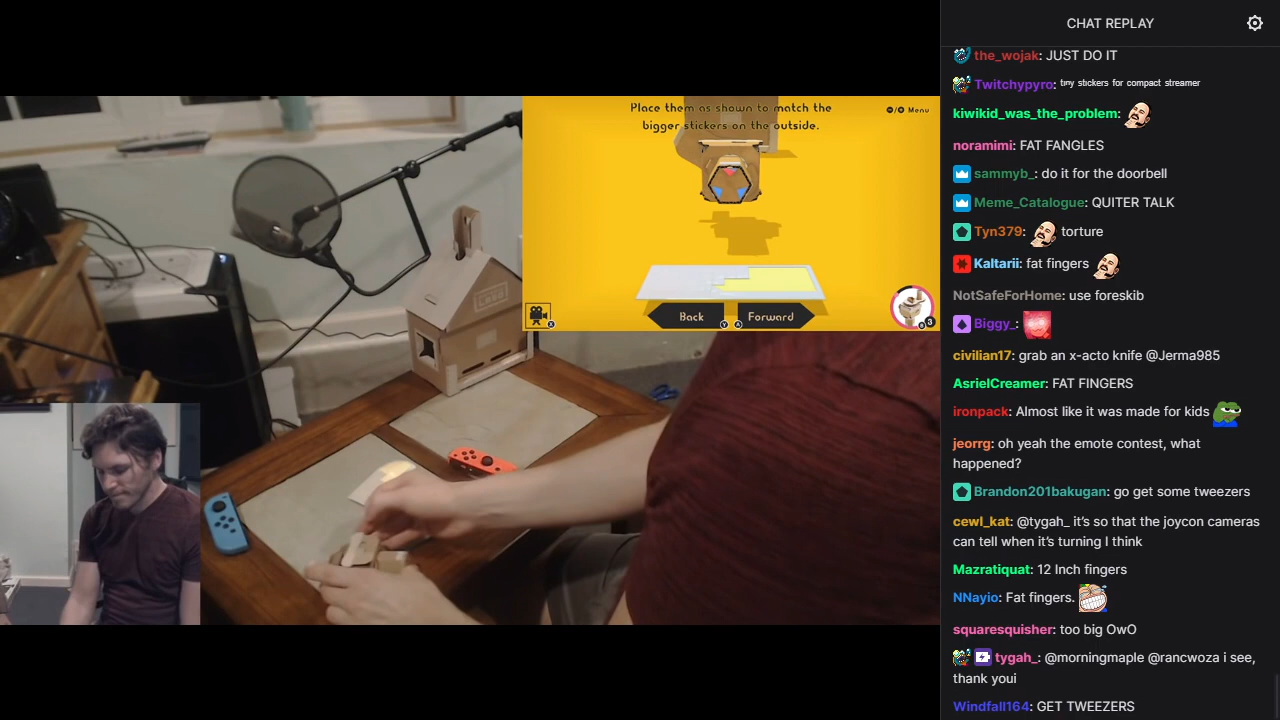 CHAT REPLAY
Place them as shown to match the
bigger stickers on the outside.
-/+ Menu
Back
Forward
X
Y
A
B
3
the_wojak: JUST DO IT
Twitchypyro: tiny stickers for compact streamer
kiwikid_was_the_problem:
noramimi: FAT FANGLES
sammyb_: do it for the doorbell
Meme_Catalogue: QUITER TALK
Tyn379: torture
Kaltarii: fat fingers
NotSafeForHome: use foreskib
Biggy_:
civilian17: grab an x-acto knife @Jerma985
AsrielCreamer: FAT FINGERS
ironpack: Almost like it was made for kids
jeorrg: oh yeah the emote contest, what
happened?
Brandon201bakugan: go get some tweezers
cewl_kat: @tygah_ it's so that the joycon cameras
can tell when it's turning I think
Mazratiquat: 12 Inch fingers
NNayio: Fat fingers.
squaresquisher: too big OwO
tygah_: @morningmaple @rancwoza i see,
thank youi
Windfall164: GET TWEEZERS